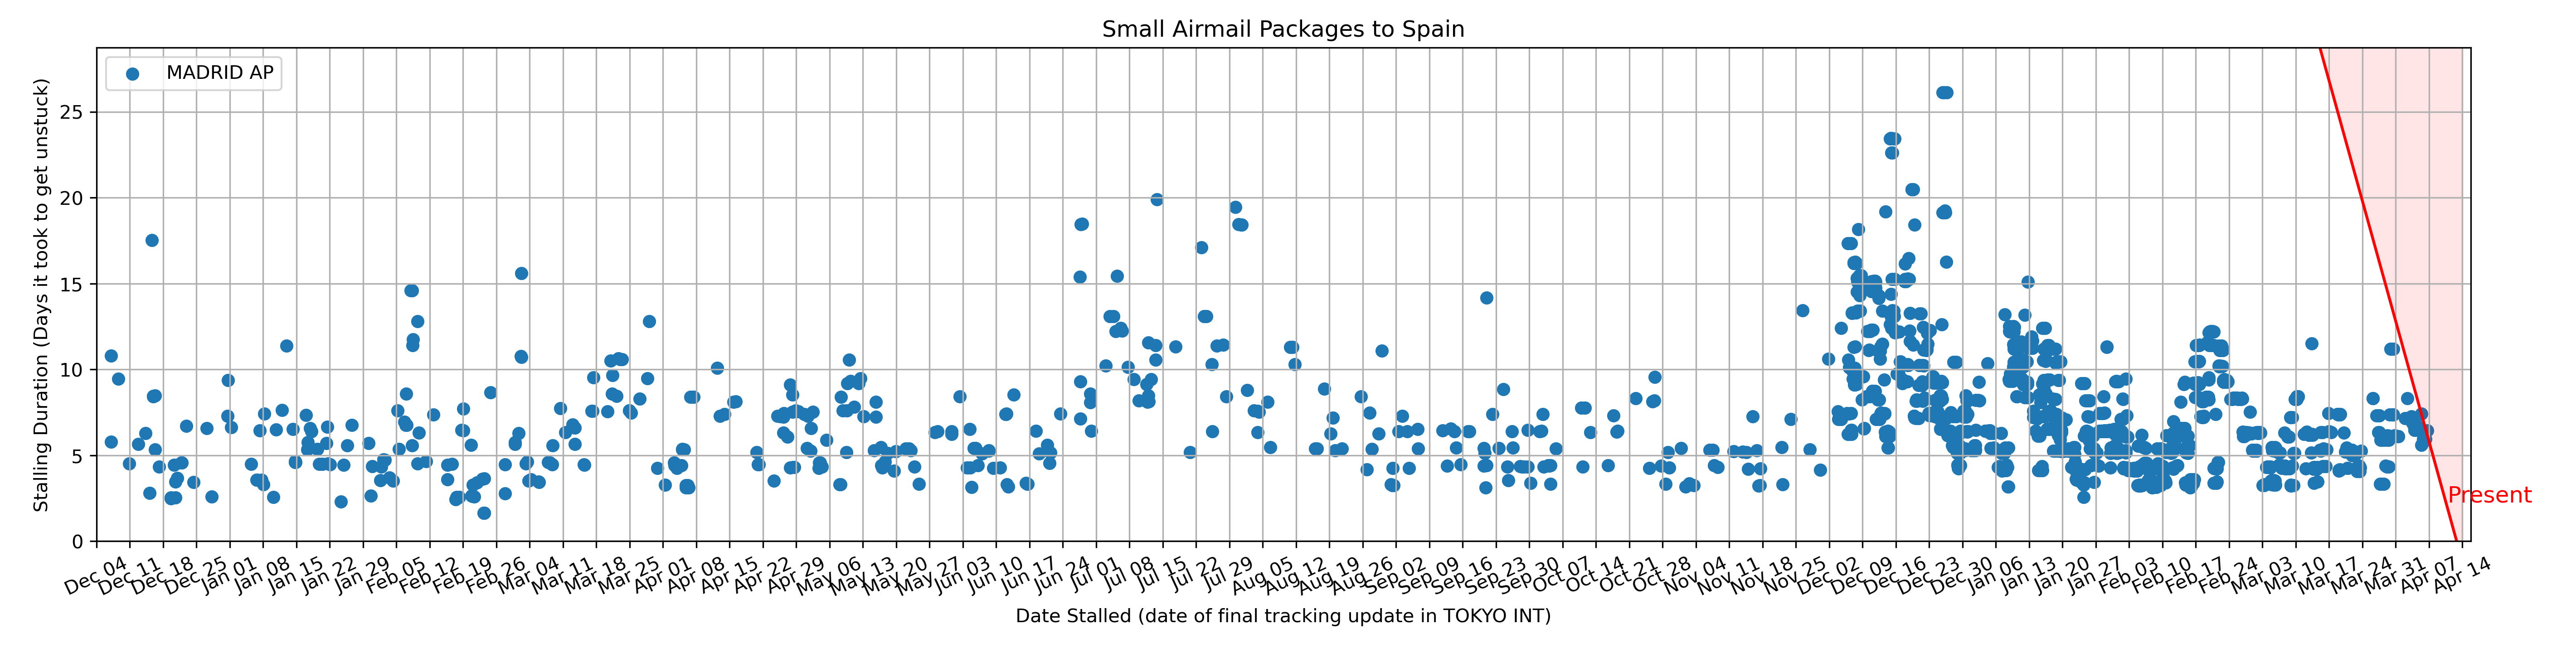 Small Airmail Packages to Spain
MADRID AP
Stalling Duration (Days it took to get unstuck)
25
20
15
10
5
0
Present
Dec 04 Dec 11 Dec 18 Dec 25 Jan 01 Jan 08 Jan 15 Jan 22 Jan 29 Feb 05 Feb 12 Feb 19 Feb 26 Mar 04 Mar 11 Mar 18 Mar 25 Apr 01 Apr 08 Apr 15 Apr 22 Apr 29 May 06 May 13 May 20 May 27 Jun 03 Jun 10 Jun 17 Jun 24 Jul 01 Jul 08 Jul 15 Jul 22 Jul 29 Aug 05 Aug 12 Aug 19 Aug 26 Sep 02 Sep 09 Sep 16 Sep 23 Sep 30 Oct 07 Oct 14 Oct 21 Oct 28 Nov 04 Nov 11 Nov 18 Nov 25 Dec 02 Dec 09 Dec 16 Dec 23 Dec 30 Jan 06 Jan 13 Jan 20 Jan 27 Feb 03 Feb 10 Feb 17 Feb 24 Mar 03 Mar 10 Mar 17 Mar 24 Mar 31 Apr 07 Apr 14
Date Stalled (date of final tracking update in TOKYO INT)